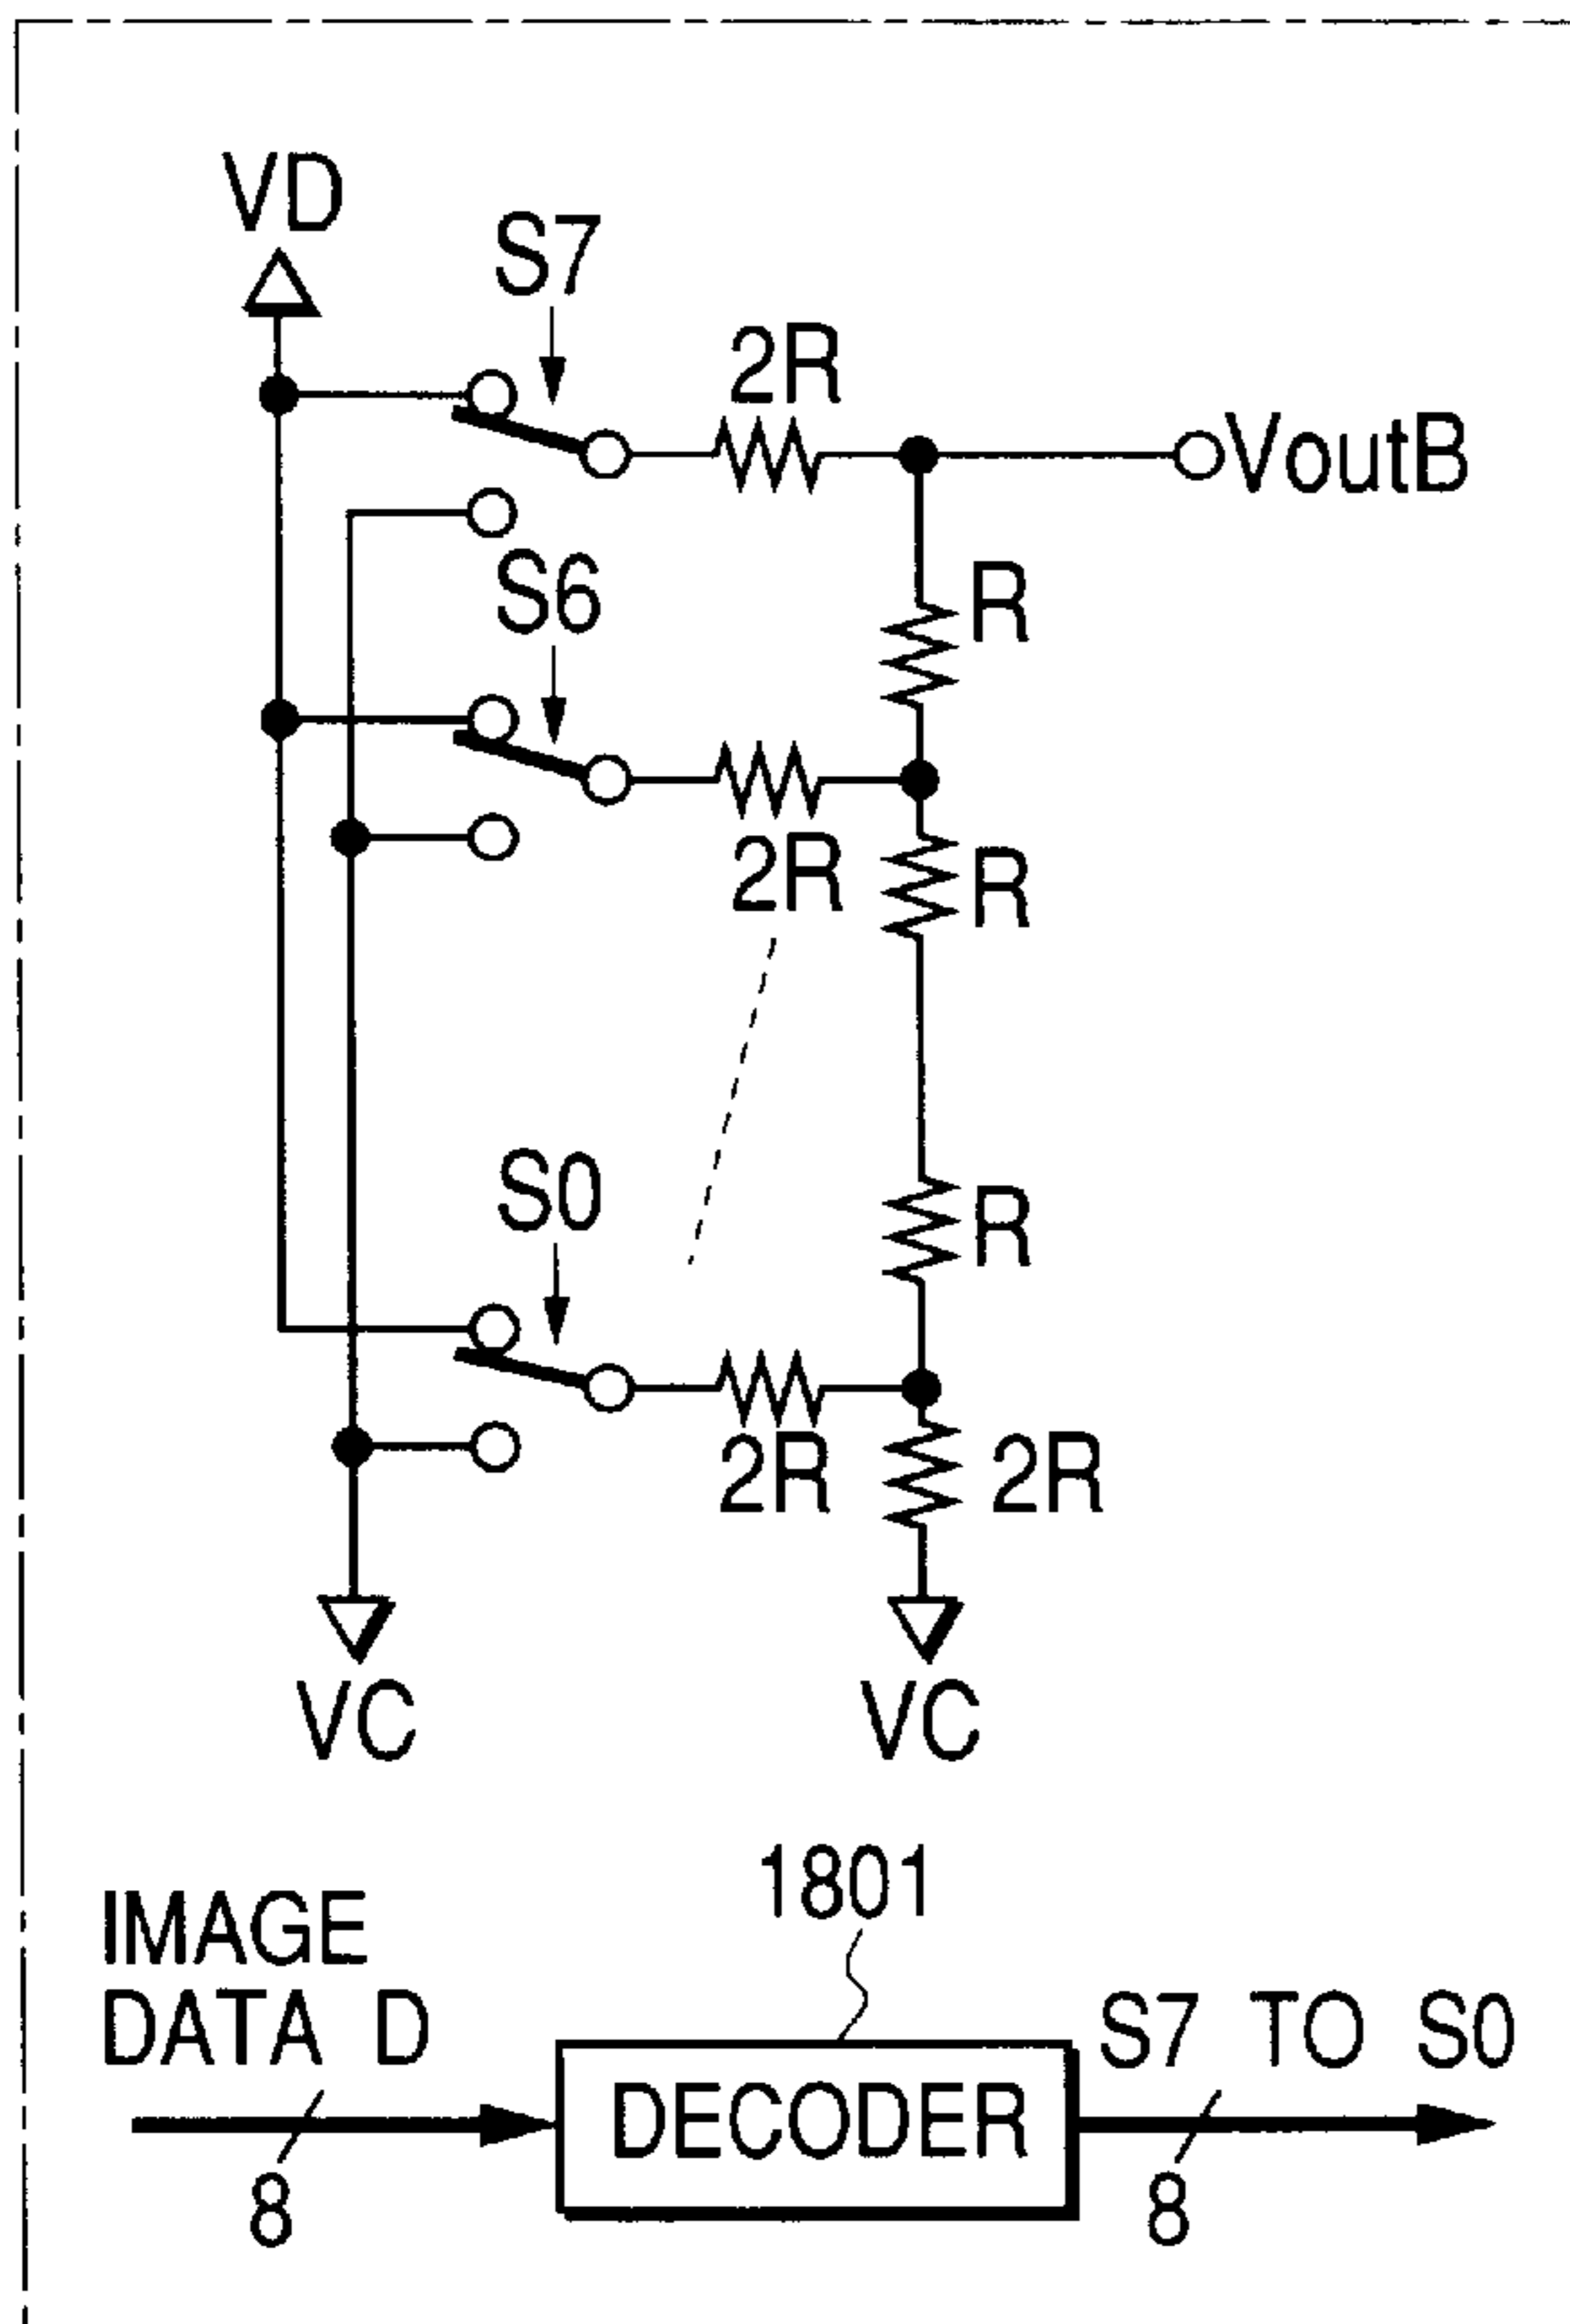 VD
S7
2R
VoutB
S6
R
2R
R
S0
R
2R
2R
VC
VC
1801
IMAGE
DATA D
S7 TO S0
DECODER
8
8